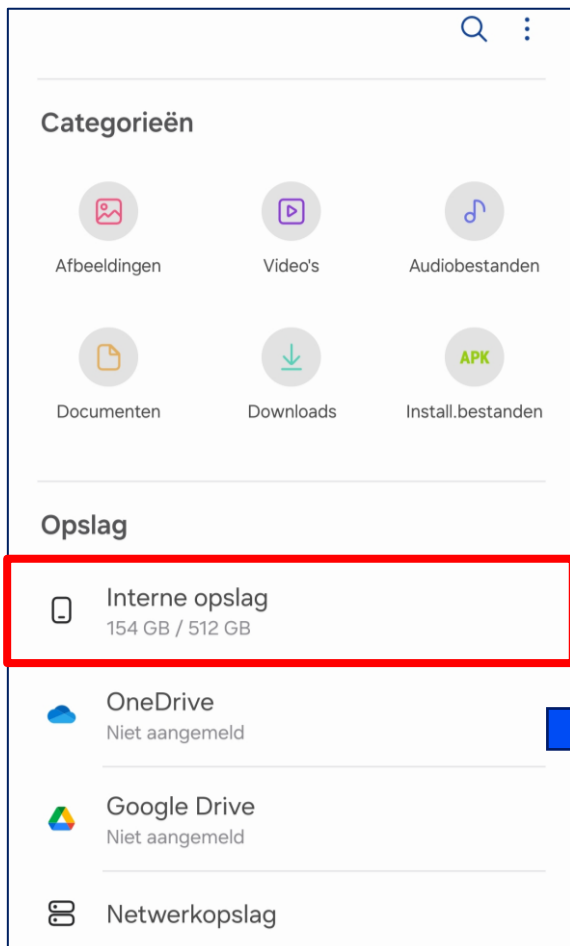 Categorieën
Afbeeldingen
Video's
Audiobestanden
APK
Documenten
Downloads
Install.bestanden
Opslag
Interne opslag
154 GB / 512 GB
OneDrive
Niet aangemeld
Google Drive
Niet aangemeld
Netwerkopslag